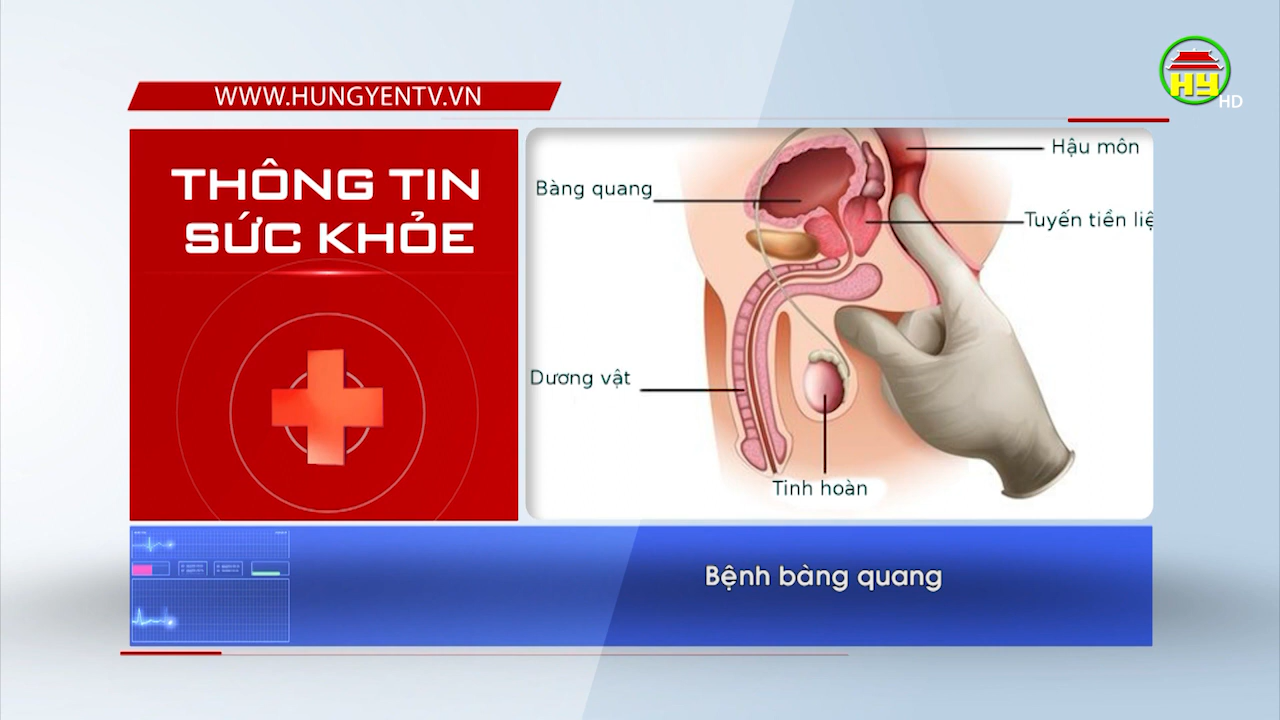 WWW.HUNGYENTV.VN
HY
HD
THÔNG TIN
SỨC KHỎE
Hậu môn
Bàng quang
Tuyến tiền liệ
Dương vật
Tinh hoàn
Bệnh bàng quang